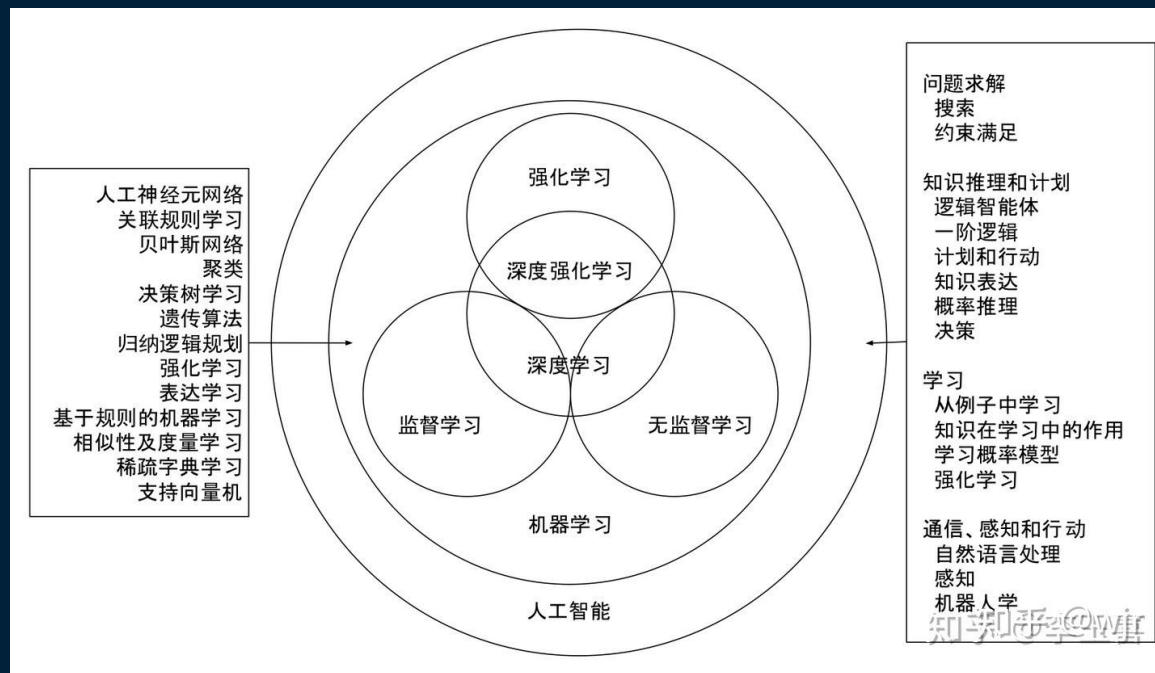 人工神经元网络
关联规则学习
贝叶斯网络
聚类
决策树学习
遗传算法
归纳逻辑规划
强化学习
表达学习
基于规则的机器学习
相似性及度量学习
稀疏字典学习
支持向量机
强化学习
深度强化学习
深度学习
监督学习
无监督学习
机器学习
人工智能
问题求解
搜索
约束满足
知识推理和计划
逻辑智能体
一阶逻辑
计划和行动
知识表达
概率推理
决策
学习
从例子中学习
知识在学习中的作用
学习概率模型
强化学习
通信、感知和行动
自然语言处理
感知
机器人学
知乎 @wjr